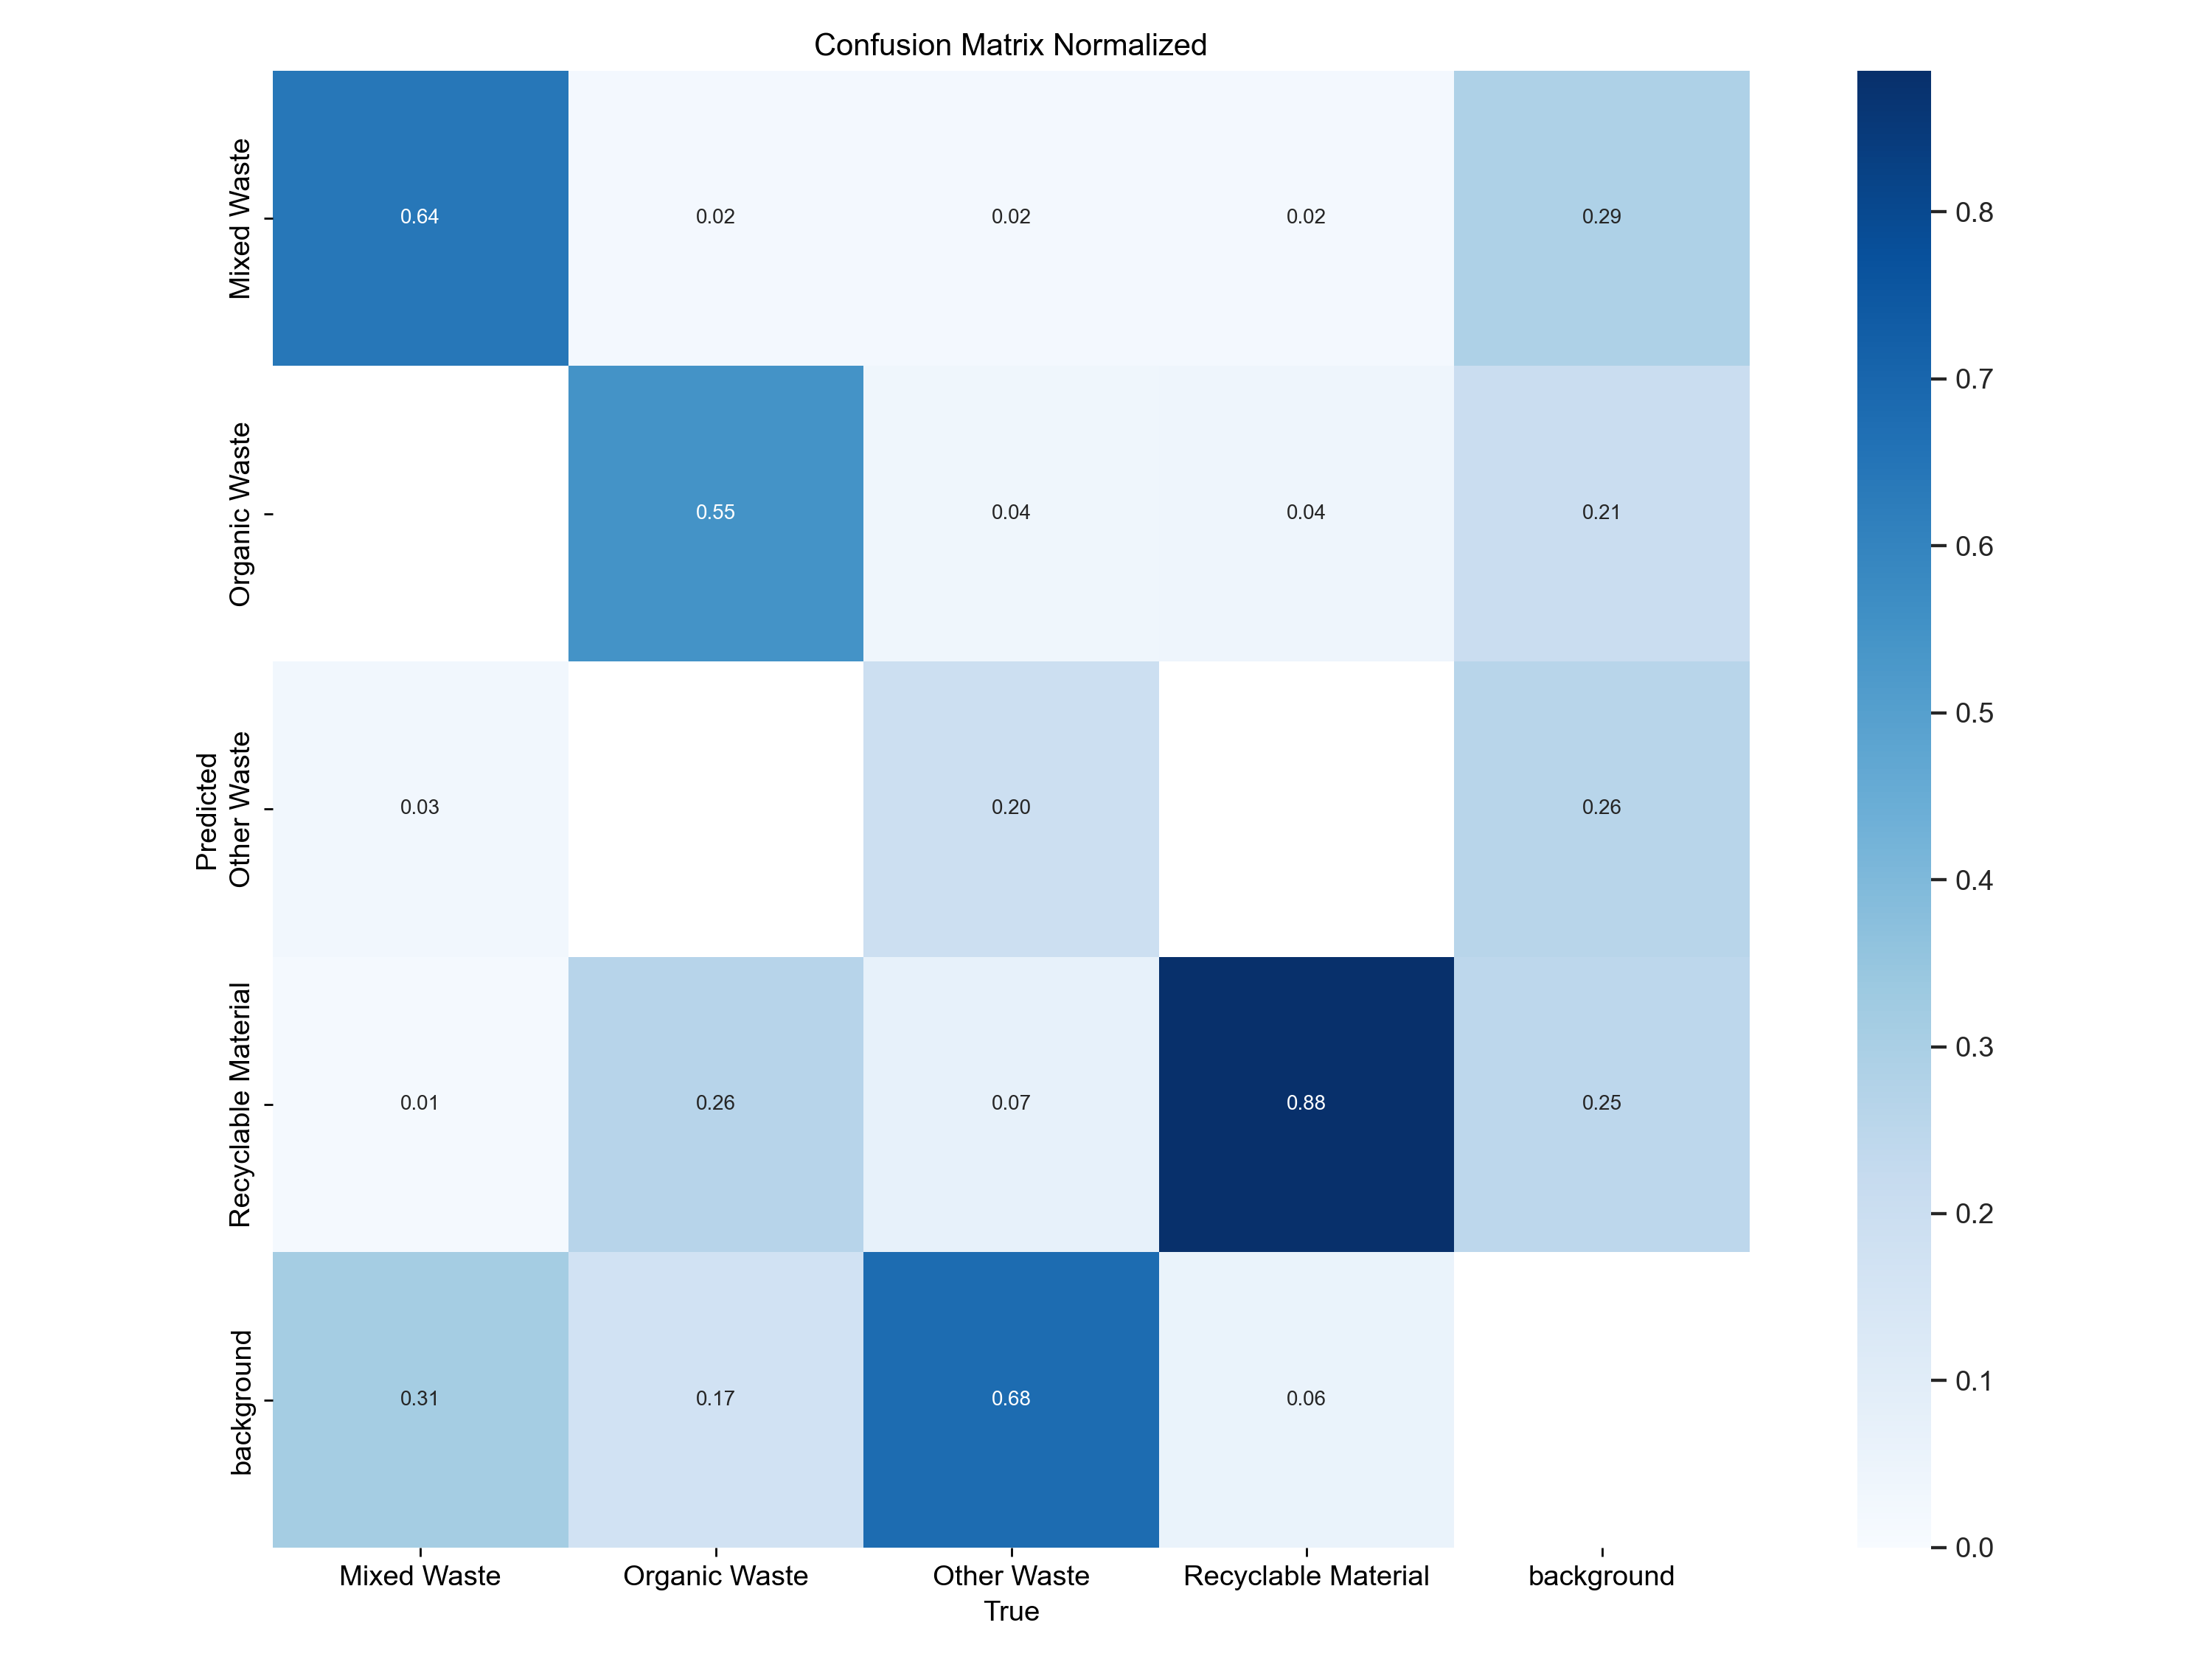 Confusion Matrix Normalized
Predicted
Mixed Waste
0.64 0.02 0.02 0.02 0.29
Organic Waste
0.55 0.04 0.04 0.21
Other Waste
0.03 0.20 0.26
Recyclable Material
0.01 0.26 0.07 0.88 0.25
background
0.31 0.17 0.68 0.06
Mixed Waste Organic Waste Other Waste Recyclable Material background
True
0.8
0.7
0.6
0.5
0.4
0.3
0.2
0.1
0.0